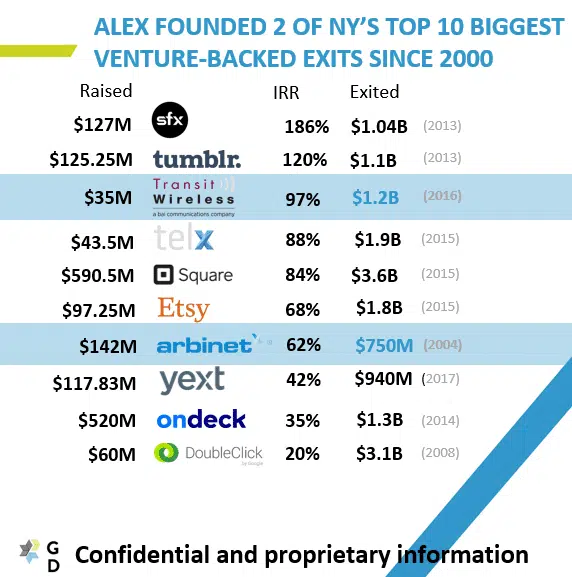 ALEX FOUNDED 2 OF NY'S TOP 10 BIGGEST
VENTURE-BACKED EXITS SINCE 2000
Raised IRR Exited
$127M sfx 186% $1.04B (2013)
$125.25M tumblr. 120% $1.1B (2013)
$35M Transit Wireless a bai communications company 97% $1.2B (2016)
$43.5M telx 88% $1.9B (2015)
$590.5M Square 84% $3.6B (2015)
$97.25M Etsy 68% $1.8B (2015)
$142M arbinet 62% $750M (2004)
$117.83M yext 42% $940M (2017)
$520M ondeck 35% $1.3B (2014)
$60M DoubleClick by Google 20% $3.1B (2008)
G
D Confidential and proprietary information